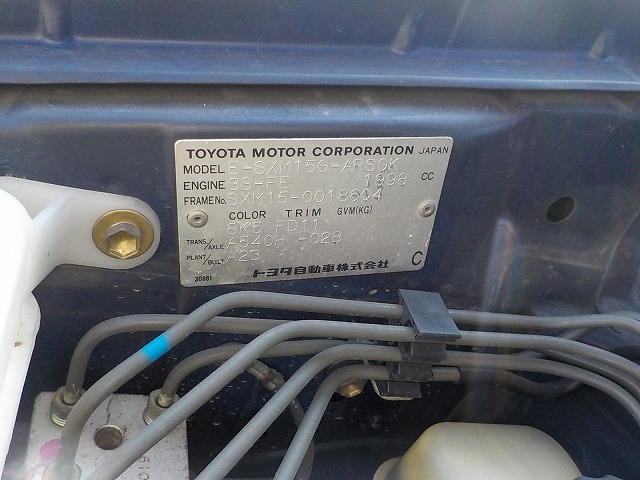 TOYOTA MOTOR CORPORATION JAPAN
MODEL E-SXM15G-ARSGK
ENGINE 3S-FE 1998 CC
FRAME No. SXM15-0018604
COLOR TRIM GVM(KG)
8K5 FD11
TRANS./AXLE A540H -02B
PLANT/BUILT A23
30881 トヨタ自動車株式会社 C